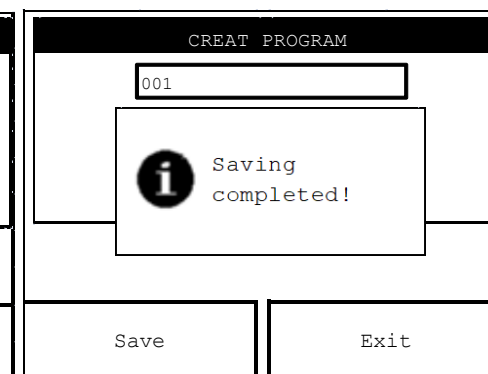 CREAT PROGRAM
001
Saving
completed!
Save
Exit